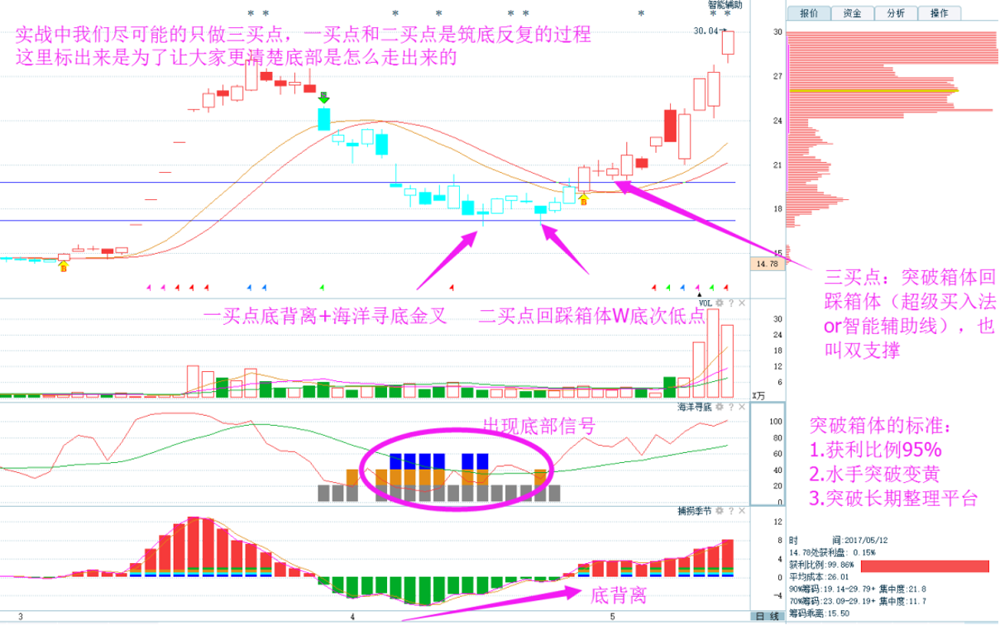 智能辅助
报价 资金 分析 操作
实战中我们尽可能的只做三买点，一买点和二买点是筑底反复的过程
这里标出来是为了让大家更清楚底部是怎么走出来的
30.04
30
27
24
21
18
15
14.78
B
B
三买点：突破箱体回
踩箱体（超级买入法
or智能辅助线），也
叫双支撑
VOL
一买点底背离+海洋寻底金叉 二买点回踩箱体W底次低点
30
24
18
12
6
X万
海洋寻底
出现底部信号
100
80
60
40
20
0
突破箱体的标准：
1.获利比例95%
2.水手突破变黄
3.突破长期整理平台
捕捞季节
12
8
4
0
-4
底背离
时 间:2017/05/12
14.78处获利盘: 0.15%
获利比例:99.86%
平均成本:26.01
90%筹码:19.14-29.79+ 集中度:21.8
70%筹码:23.09-29.19+ 集中度:11.7
筹码乖离:15.50
3 4 5 日线